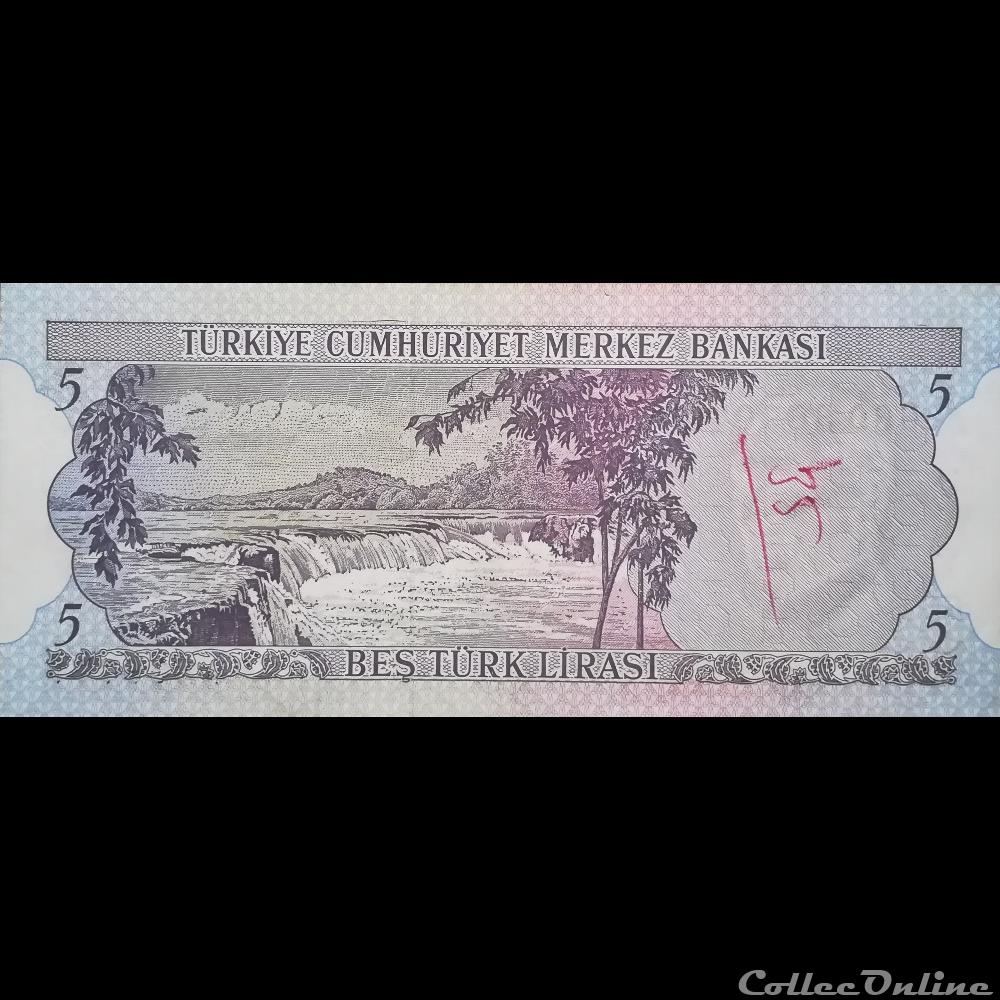 TÜRKİYE CUMHURİYET MERKEZ BANKASI
5 5
5 5
BEŞ TÜRK LİRASI
CollecOnline